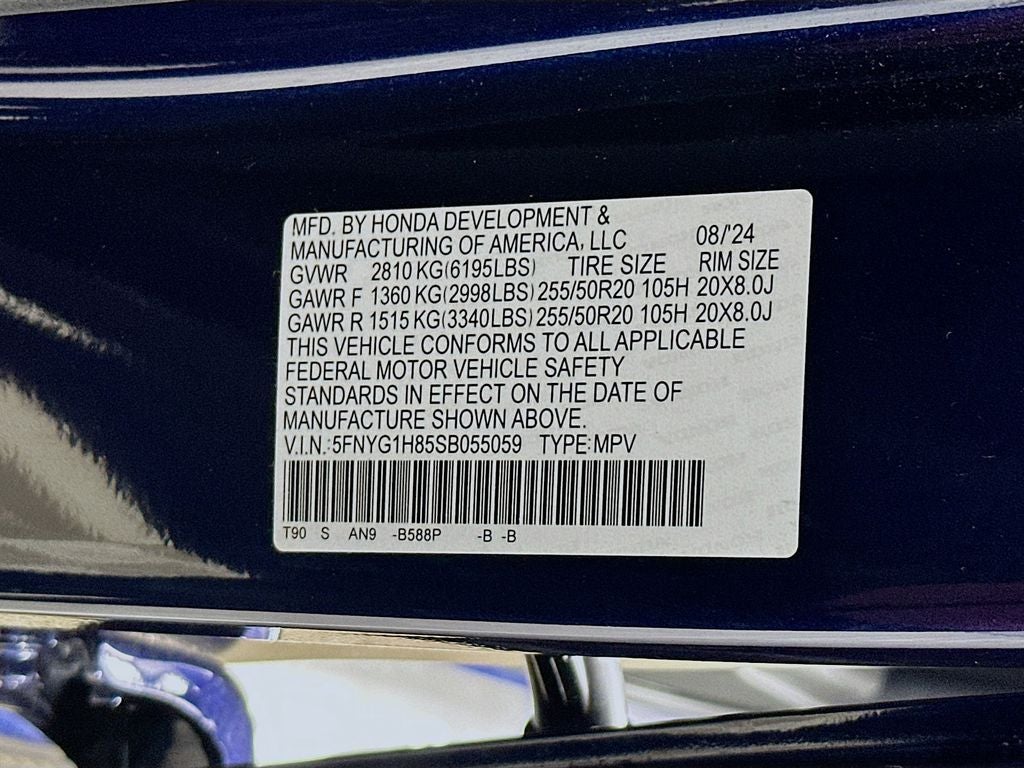 MFD. BY HONDA DEVELOPMENT &
MANUFACTURING OF AMERICA, LLC 08/'24
GVWR 2810 KG(6195LBS) TIRE SIZE RIM SIZE
GAWR F 1360 KG(2998LBS) 255/50R20 105H 20X8.0J
GAWR R 1515 KG(3340LBS) 255/50R20 105H 20X8.0J
THIS VEHICLE CONFORMS TO ALL APPLICABLE
FEDERAL MOTOR VEHICLE SAFETY
STANDARDS IN EFFECT ON THE DATE OF
MANUFACTURE SHOWN ABOVE.
V.I.N.:5FNYG1H85SB055059 TYPE:MPV
T90 S AN9 -B588P -B -B